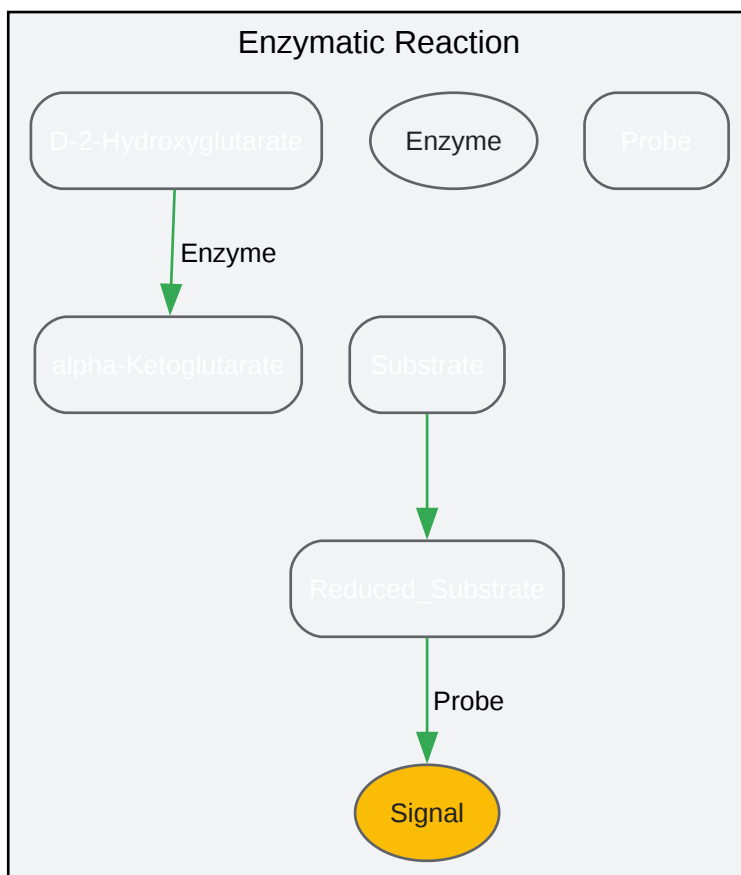 Enzymatic Reaction
D-2-Hydroxyglutarate
Enzyme
Probe
Enzyme
alpha-Ketoglutarate
Substrate
Reduced_Substrate
Probe
Signal